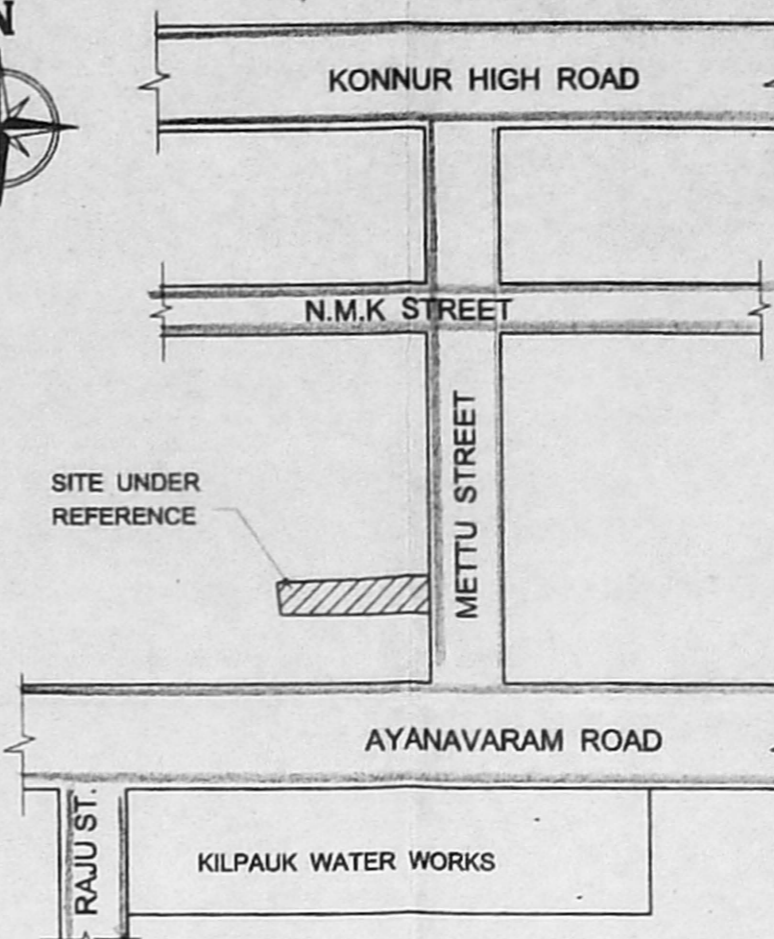 N
KONNUR HIGH ROAD
N.M.K STREET
METTU STREET
SITE UNDER
REFERENCE
AYANAVARAM ROAD
RAJU ST.
KILPAUK WATER WORKS